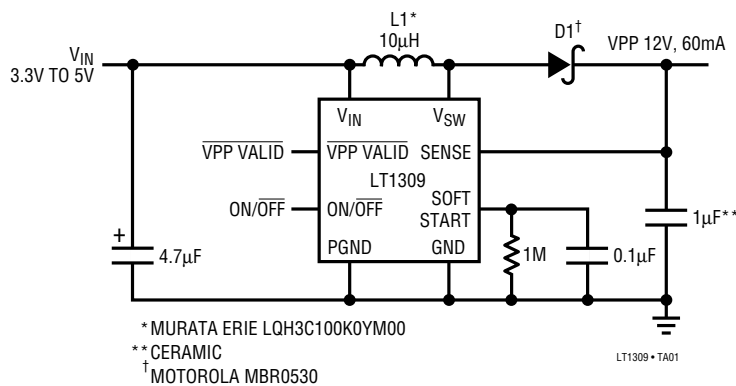 L1*
10µH
D1†
VPP 12V, 60mA
VIN
3.3V TO 5V
VIN
VSW
VPP VALID
VPP VALID
SENSE
LT1309
ON/OFF
ON/OFF
SOFT
START
1µF**
+
4.7µF
PGND
GND
1M
0.1µF
*MURATA ERIE LQH3C100K0YM00
**CERAMIC
†MOTOROLA MBR0530
LT1309 • TA01